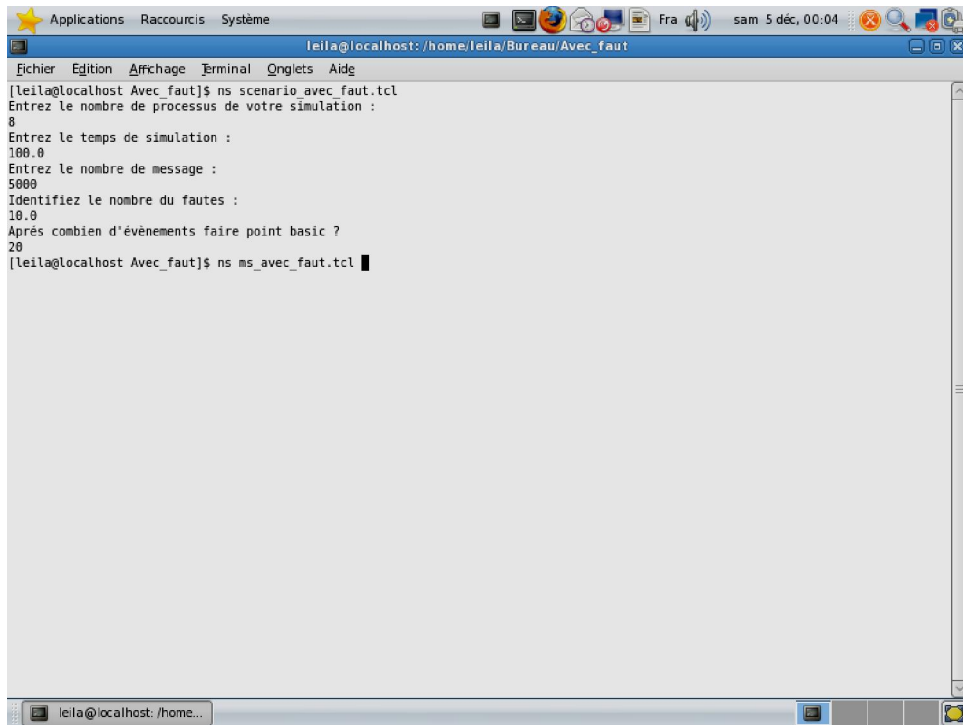 Applications Raccourcis Système Fra sam 5 déc, 00:04
leila@localhost: /home/leila/Bureau/Avec_faut
Fichier Edition Affichage Terminal Onglets Aide
[leila@localhost Avec_faut]$ ns scenario_avec_faut.tcl
Entrez le nombre de processus de votre simulation :
8
Entrez le temps de simulation :
100.0
Entrez le nombre de message :
5000
Identifiez le nombre du fautes :
10.0
Aprés combien d'évènements faire point basic ?
20
[leila@localhost Avec_faut]$ ns ms_avec_faut.tcl
leila@localhost: /home...